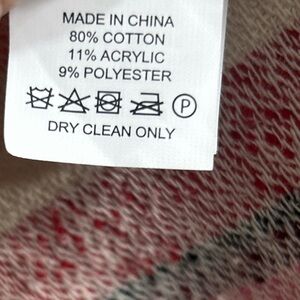 MADE IN CHINA
80% COTTON
11% ACRYLIC
9% POLYESTER
P
DRY CLEAN ONLY